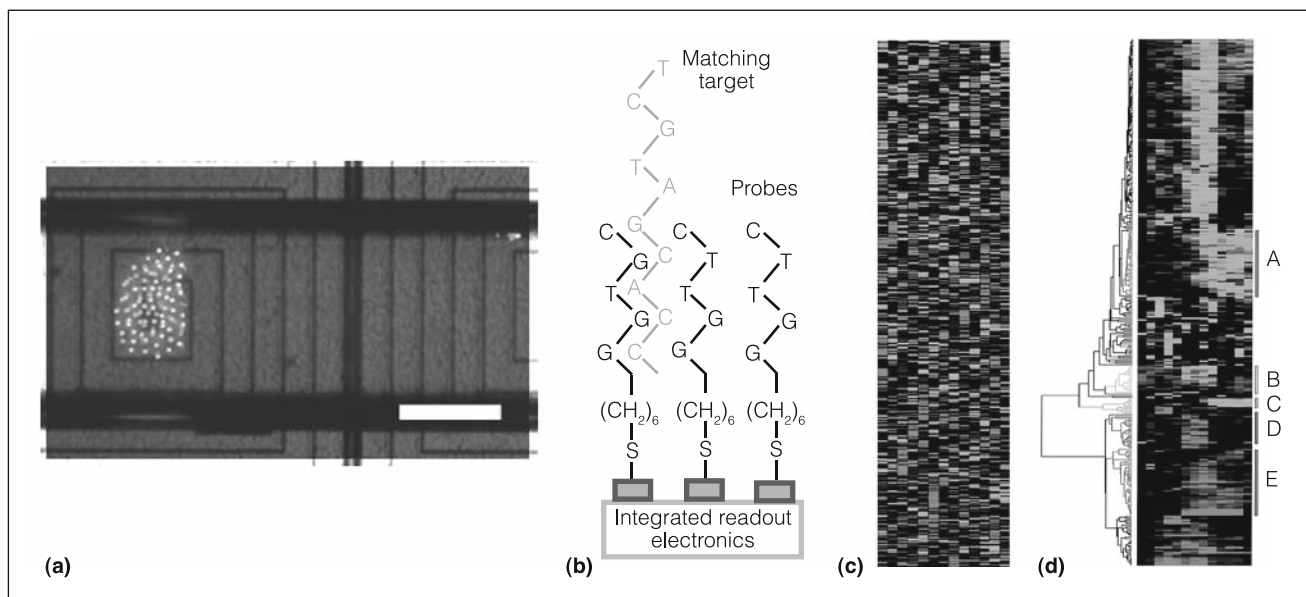 Matching
target
T
C
G
T
A
G
C
A
C
C
Probes
C
G
T
G
G
(CH2)6
S
C
T
T
G
G
(CH2)6
S
C
T
T
G
G
(CH2)6
S
Integrated readout
electronics
A
B
C
D
E
(a)
(b)
(c)
(d)